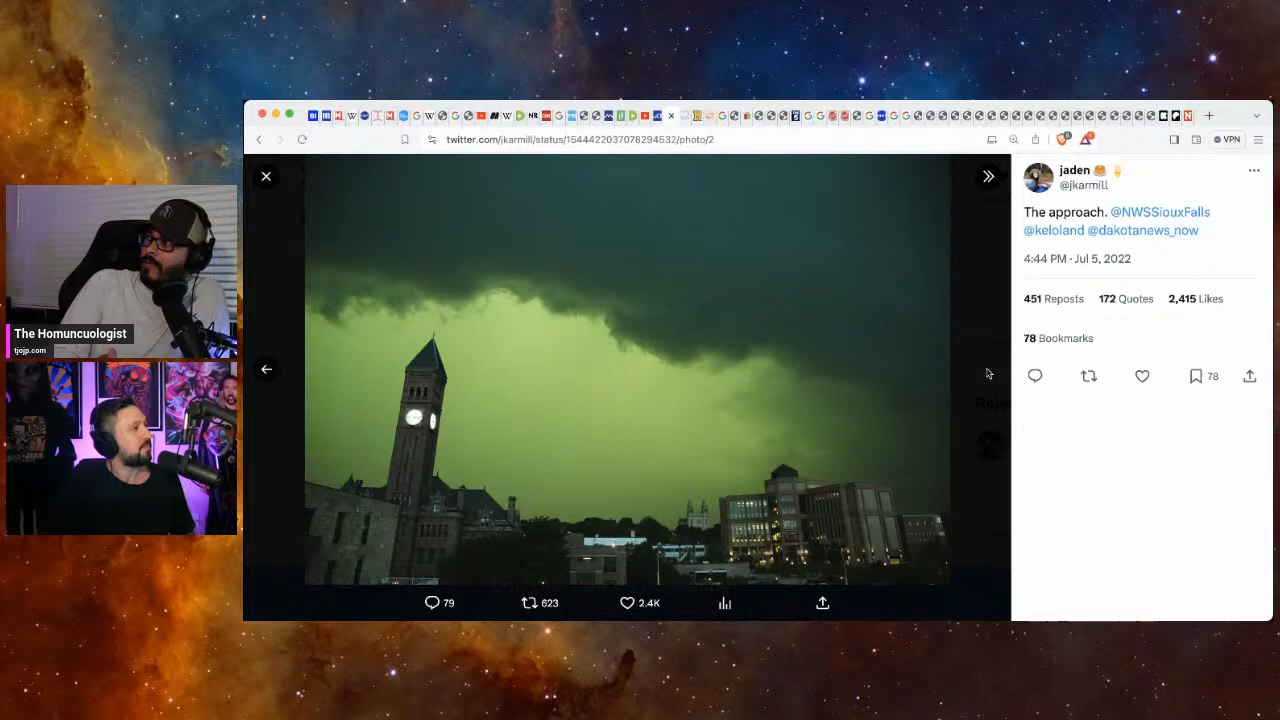 twitter.com/jkarmill/status/1544422037078294532/photo/2
VPN
jaden
@jkarmill
The approach. @NWSSiouxFalls
@keloland @dakotanews_now
4:44 PM · Jul 5, 2022
451 Reposts 172 Quotes 2,415 Likes
78 Bookmarks
78
79 623 2.4K
The Homuncuologist
tjojp.com